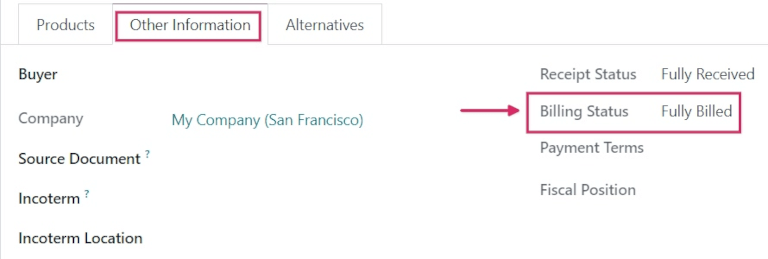 Products Other Information Alternatives
Buyer Receipt Status Fully Received
Company My Company (San Francisco) Billing Status Fully Billed
Source Document ? Payment Terms
Incoterm ? Fiscal Position
Incoterm Location